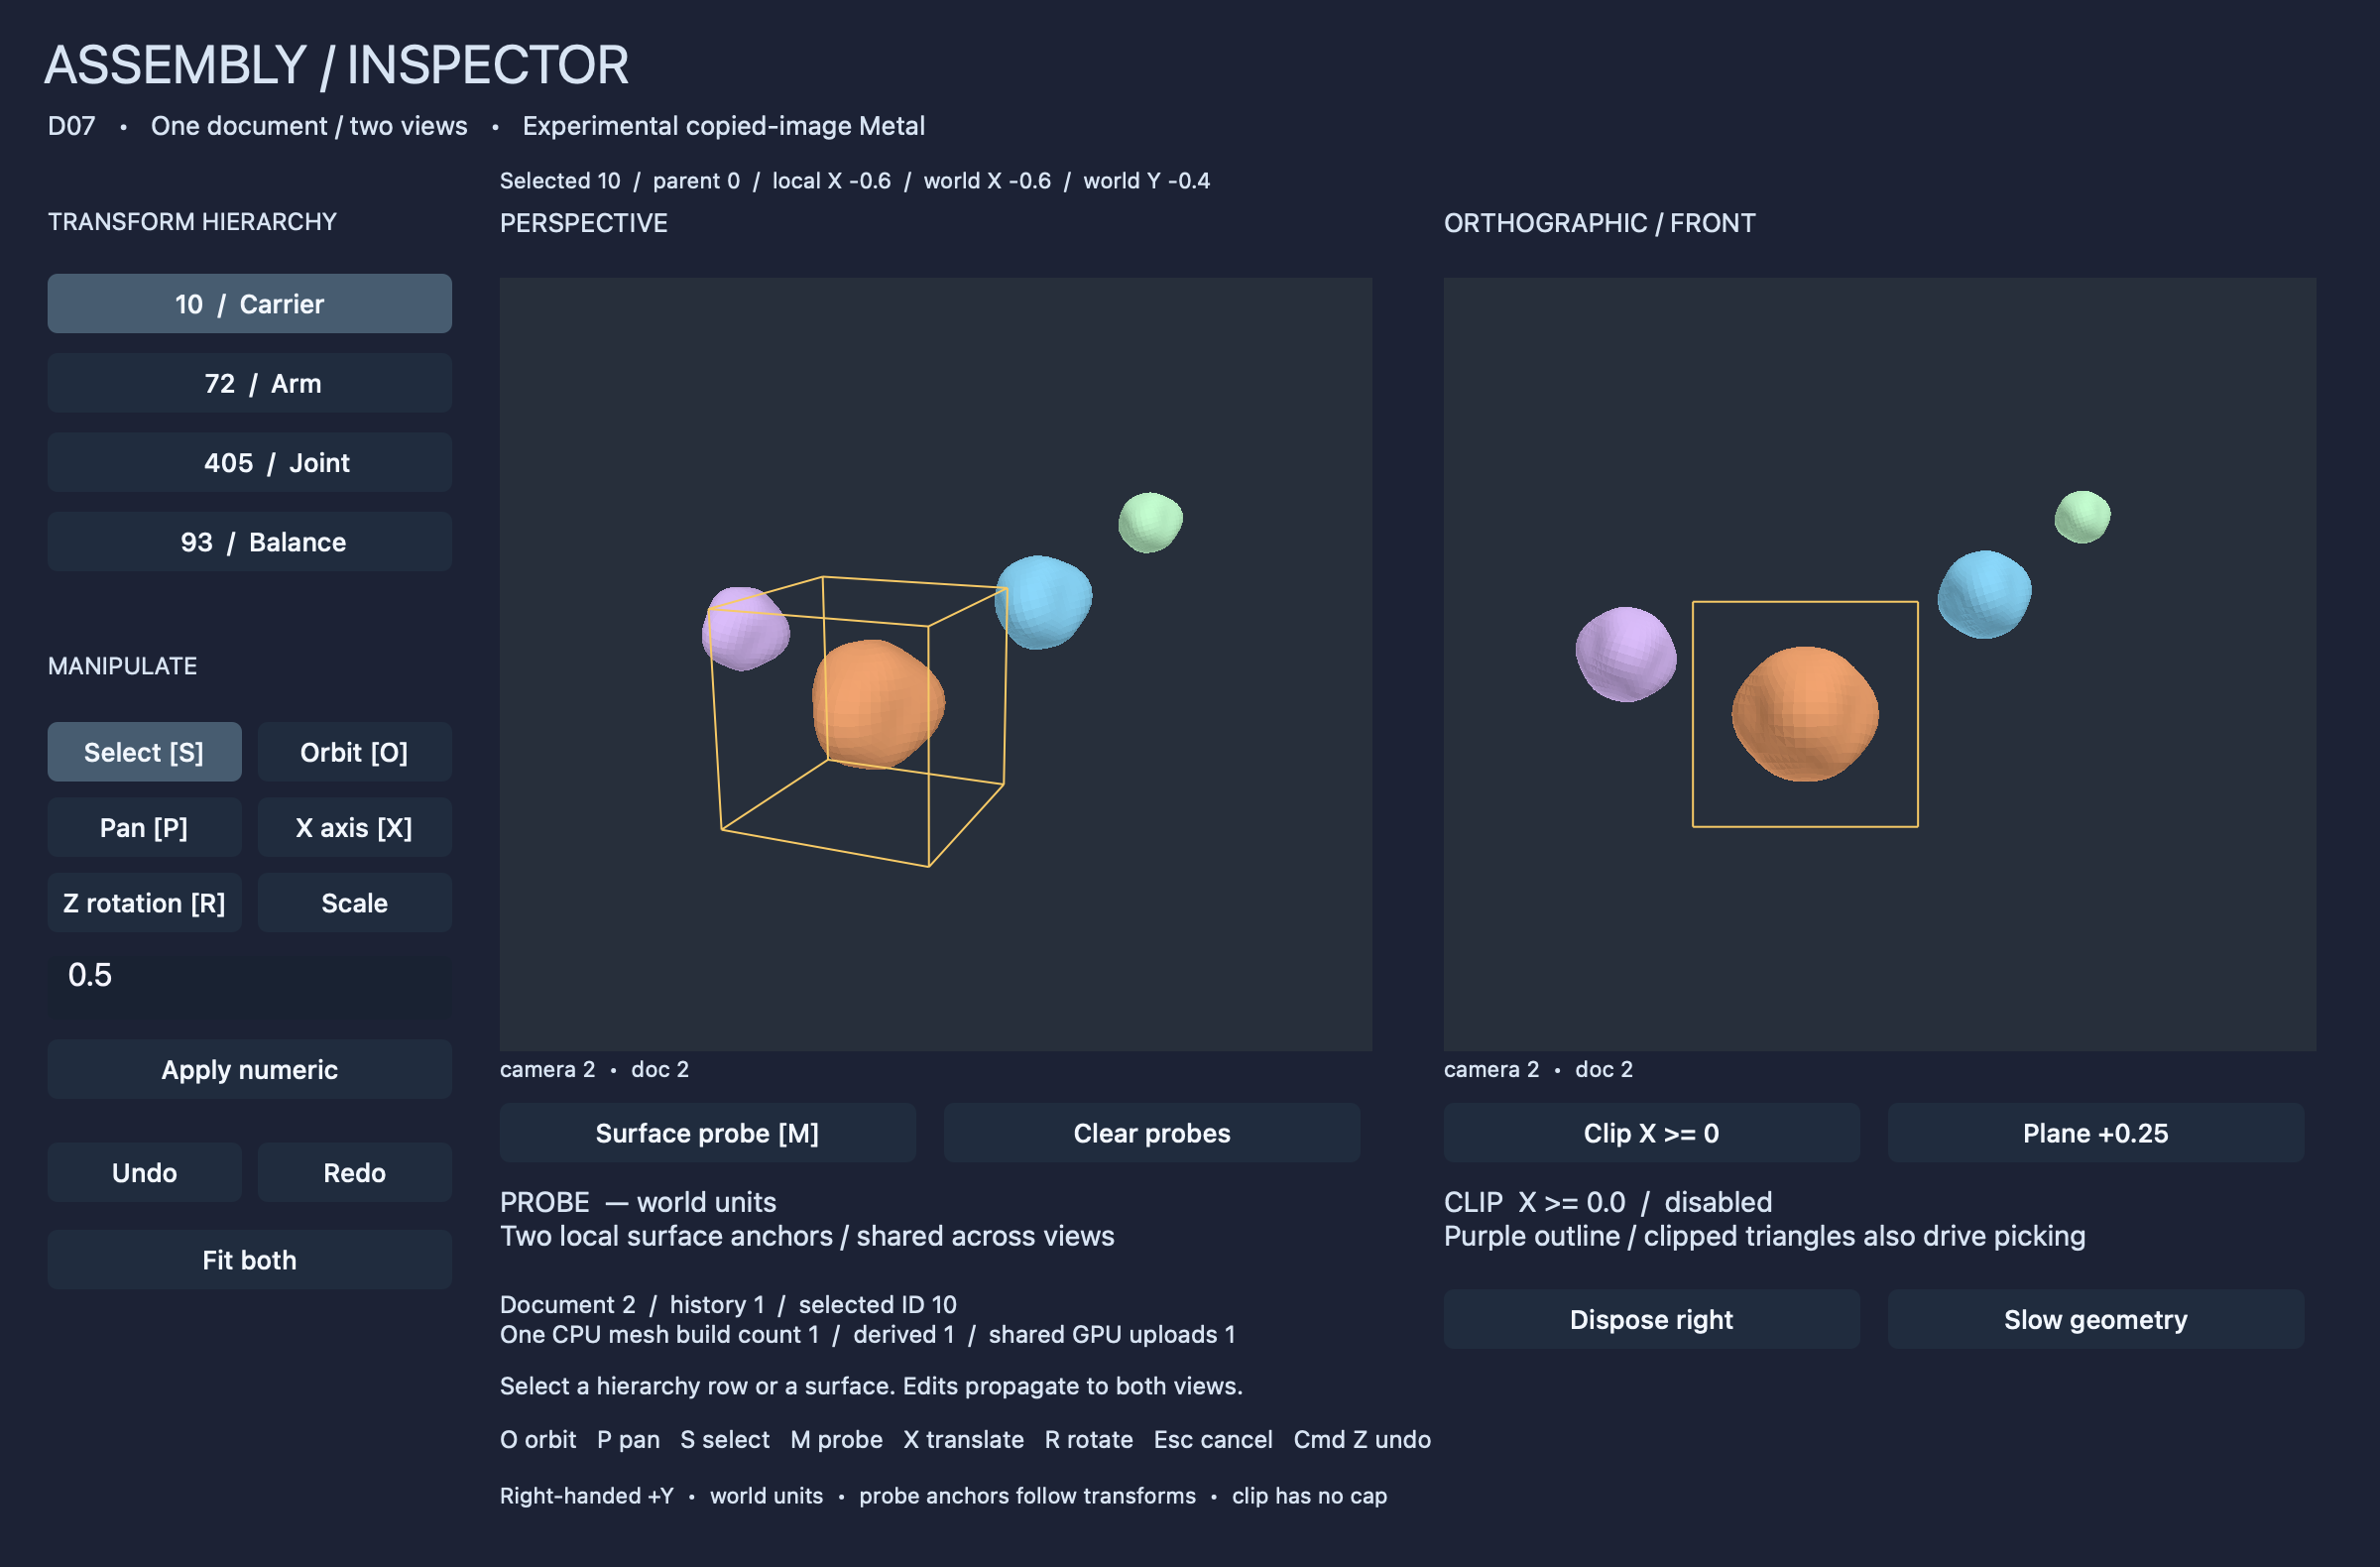 ASSEMBLY / INSPECTOR
D07 • One document / two views • Experimental copied-image Metal
Selected 10 / parent 0 / local X -0.6 / world X -0.6 / world Y -0.4
TRANSFORM HIERARCHY
10 / Carrier
72 / Arm
405 / Joint
93 / Balance
MANIPULATE
Select [S]
Orbit [O]
Pan [P]
X axis [X]
Z rotation [R]
Scale
0.5
Apply numeric
Undo
Redo
Fit both
PERSPECTIVE
camera 2 • doc 2
Surface probe [M]
Clear probes
PROBE — world units
Two local surface anchors / shared across views
Document 2 / history 1 / selected ID 10
One CPU mesh build count 1 / derived 1 / shared GPU uploads 1
Select a hierarchy row or a surface. Edits propagate to both views.
O orbit P pan S select M probe X translate R rotate Esc cancel Cmd Z undo
Right-handed +Y • world units • probe anchors follow transforms • clip has no cap
ORTHOGRAPHIC / FRONT
camera 2 • doc 2
Clip X >= 0
Plane +0.25
CLIP X >= 0.0 / disabled
Purple outline / clipped triangles also drive picking
Dispose right
Slow geometry